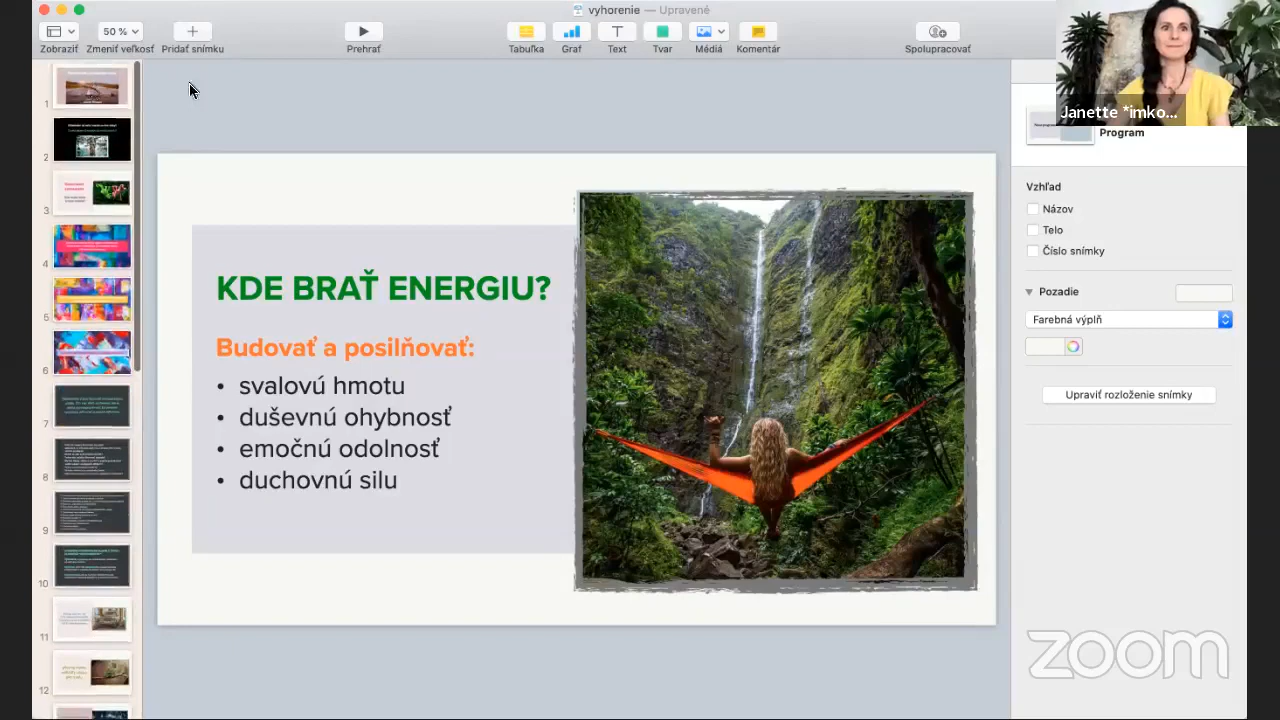 vyhorenie — Upravené
Zobraziť
50 %
Zmeniť veľkosť
Pridať snímku
Prehrať
Tabuľka
Graf
Text
Tvar
Médiá
Komentár
Spolupracovať
Janette *imko...
Program
Vzhľad
Názov
Telo
Číslo snímky
Pozadie
Farebná výplň
Upraviť rozloženie snímky
KDE BRAŤ ENERGIU?
Budovať a posilňovať:
• svalovú hmotu
• duševnú ohybnosť
• emočnú odolnosť
• duchovnú silu
1
2
3
4
5
6
7
8
9
10
11
12
zoom